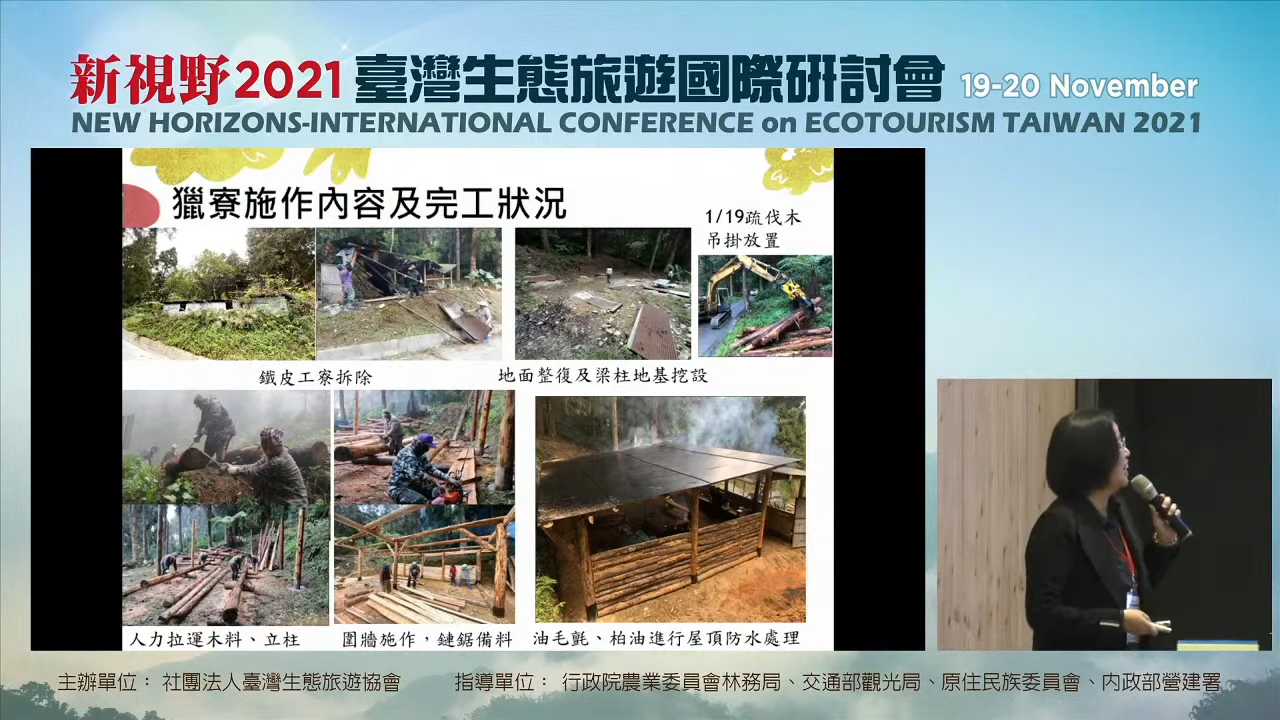 新視野2021臺灣生態旅遊國際研討會 19-20 November
NEW HORIZONS-INTERNATIONAL CONFERENCE on ECOTOURISM TAIWAN 2021
獵寮施作內容及完工狀況
1/19疏伐木
吊掛放置
鐵皮工寮拆除
地面整復及梁柱地基挖設
人力拉運木料、立柱
圍牆施作，鏈鋸備料
油毛氈、柏油進行屋頂防水處理
主辦單位： 社團法人臺灣生態旅遊協會
指導單位： 行政院農業委員會林務局、交通部觀光局、原住民族委員會、內政部營建署